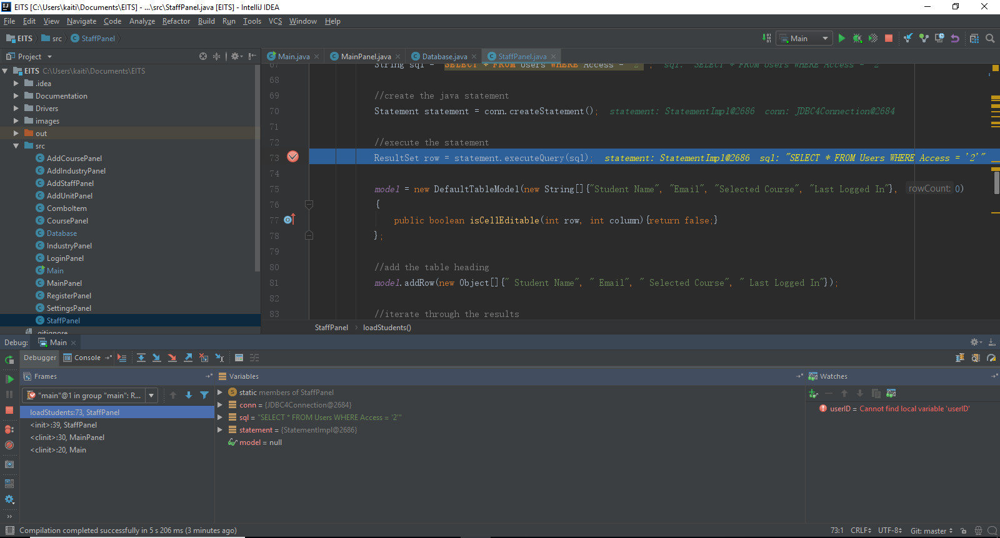 EITS [C:\Users\kaiti\Documents\EITS] - ...\src\StaffPanel.java [EITS] - IntelliJ IDEA
File Edit View Navigate Code Analyze Refactor Build Run Tools VCS Window Help
EITS src StaffPanel Main
Project Main.java MainPanel.java Database.java StaffPanel.java
EITS C:\Users\kaiti\Documents\EITS
.idea
Documentation
Drivers
images
out
src
AddCoursePanel
AddIndustryPanel
AddStaffPanel
AddUnitPanel
ComboItem
CoursePanel
Database
IndustryPanel
LoginPanel
Main
MainPanel
RegisterPanel
SettingsPanel
StaffPanel
.gitignore
67 String sql = "SELECT * FROM Users WHERE Access = '2'"; sql: "SELECT * FROM Users WHERE Access = '2'"
68
69 //create the java statement
70 Statement statement = conn.createStatement(); statement: StatementImpl@2686 conn: JDBC4Connection@2684
71
72 //execute the statement
73 ResultSet row = statement.executeQuery(sql); statement: StatementImpl@2686 sql: "SELECT * FROM Users WHERE Access = '2'"
74
75 model = new DefaultTableModel(new String[]{"Student Name", "Email", "Selected Course", "Last Logged In"}, rowCount: 0)
76 {
77 public boolean isCellEditable(int row, int column){return false;}
78 };
79
80 //add the table heading
81 model.addRow(new Object[]{" Student Name", " Email", " Selected Course", " Last Logged In"});
82
83 //iterate through the results
StaffPanel › loadStudents()
Debug: Main
Debugger Console
Frames
"main"@1 in group "main": R...
loadStudents:73, StaffPanel
<init>:39, StaffPanel
<clinit>:30, MainPanel
<clinit>:20, Main
Variables
static members of StaffPanel
conn = {JDBC4Connection@2684}
sql = "SELECT * FROM Users WHERE Access = '2'"
statement = {StatementImpl@2686}
model = null
Watches
userID = Cannot find local variable 'userID'
Compilation completed successfully in 5 s 206 ms (3 minutes ago) 73:1 CRLF UTF-8 Git: master